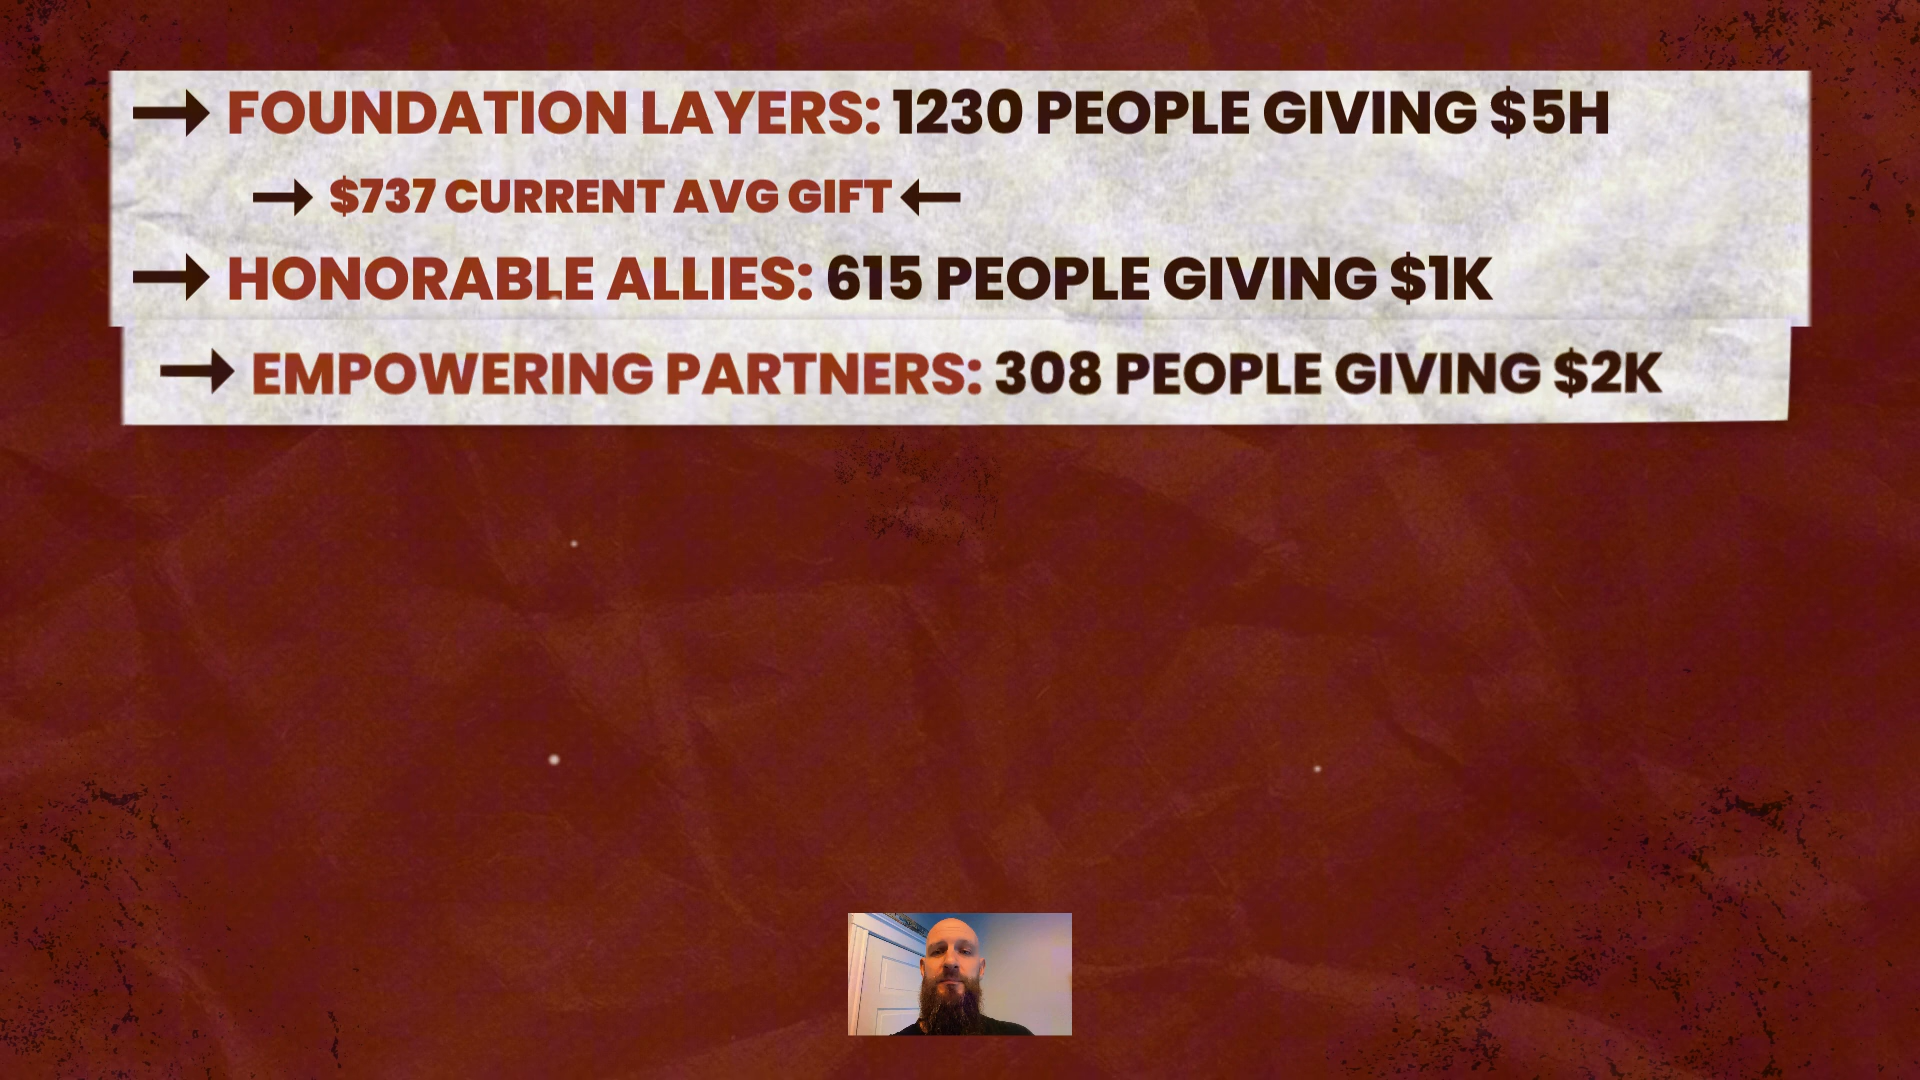 → FOUNDATION LAYERS: 1230 PEOPLE GIVING $5H
→ $737 CURRENT AVG GIFT ←
→ HONORABLE ALLIES: 615 PEOPLE GIVING $1K
→ EMPOWERING PARTNERS: 308 PEOPLE GIVING $2K